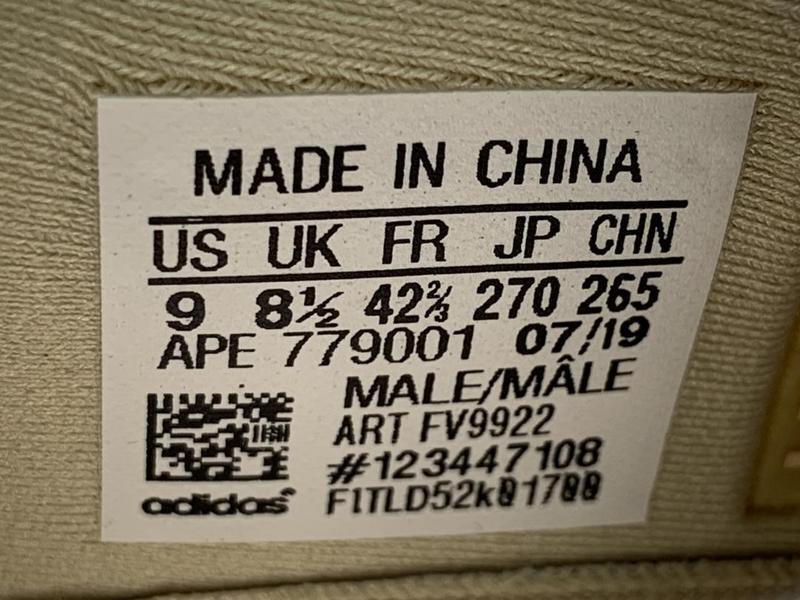 MADE IN CHINA
US UK FR JP CHN
9 8½ 42⅔ 270 265
APE 779001 07/19
MALE/MÂLE
ART FV9922
#123447108
adidas